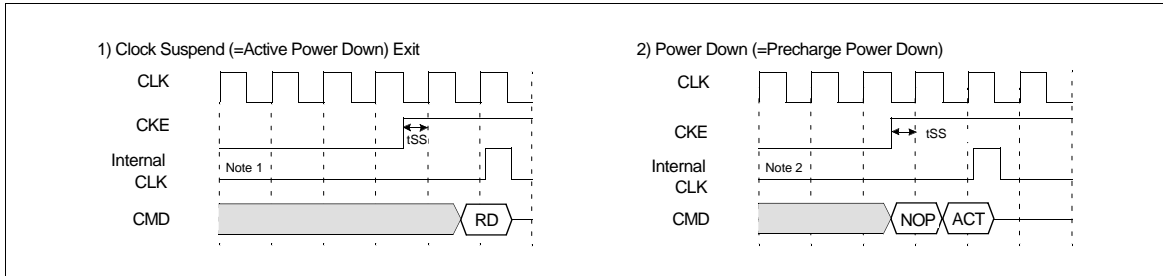 1) Clock Suspend (=Active Power Down) Exit
CLK
CKE
tSS
Internal
CLK
Note 1
CMD
RD
2) Power Down (=Precharge Power Down)
CLK
CKE
tSS
Internal
CLK
Note 2
CMD
NOP
ACT